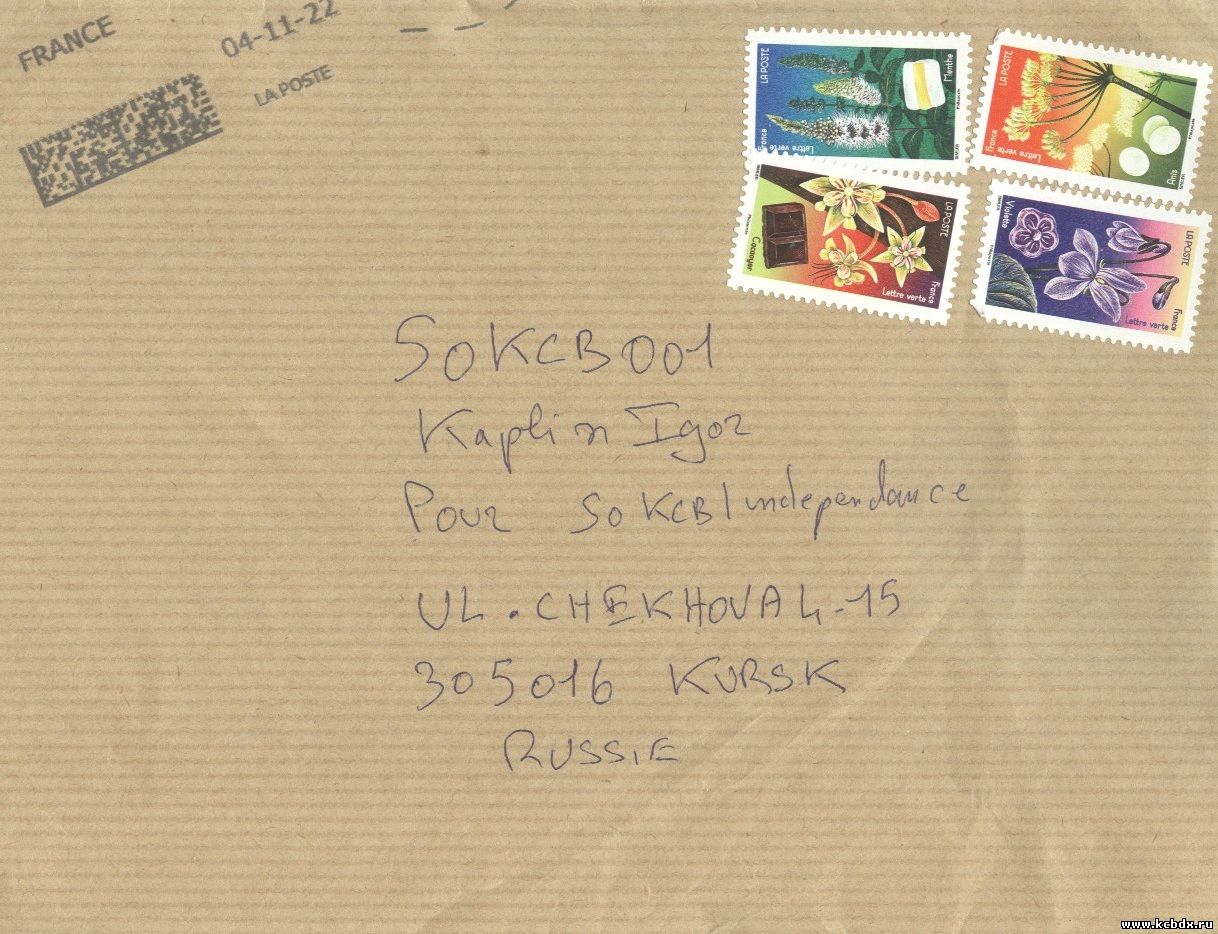 FRANCE
04-11-22
LA POSTE
LA POSTE
Menthe
France
Lettre verte
LA POSTE
France
Lettre verte
Anis
LA POSTE
Cacaoyer
Lettre verte
France
Violette
LA POSTE
Lettre verte
France
50KCB001
Kaplin Igor
Pour 50KCB/independance
UL. CHEKHOVA 4-15
305016 KURSK
RUSSIE
www.kcbdx.ru